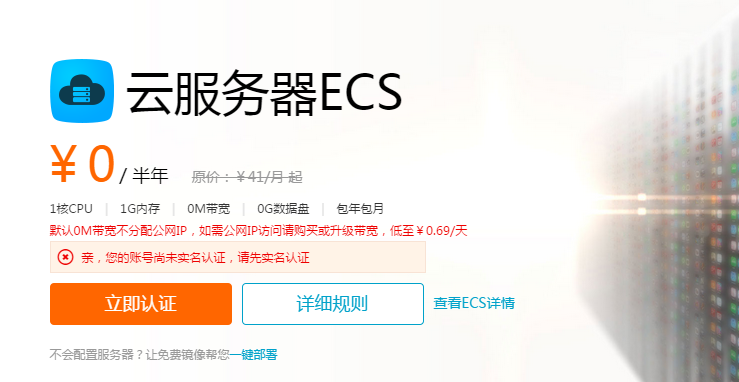 云服务器ECS
￥0/ 半年 原价：￥41/月 起
1核CPU | 1G内存 | 0M带宽 | 0G数据盘 | 包年包月
默认0M带宽不分配公网IP，如需公网IP访问请购买或升级带宽，低至￥0.69/天
亲，您的账号尚未实名认证，请先实名认证
立即认证 详细规则 查看ECS详情
不会配置服务器？让免费镜像帮您一键部署